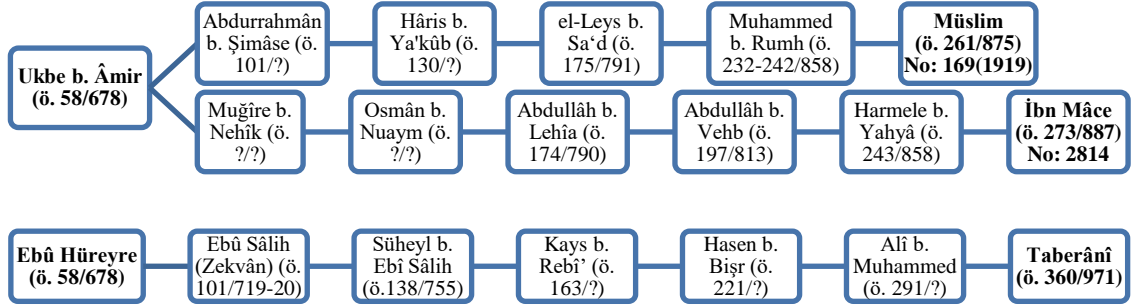 Ukbe b. Âmir
(ö. 58/678)
Abdurrahmân
b. Şimâse (ö.
101/?)
Hâris b.
Ya'kûb (ö.
130/?)
el-Leys b.
Sa‘d (ö.
175/791)
Muhammed
b. Rumh (ö.
232-242/858)
Müslim
(ö. 261/875)
No: 169(1919)
Muğîre b.
Nehîk (ö.
?/?)
Osmân b.
Nuaym (ö.
?/?)
Abdullâh b.
Lehîa (ö.
174/790)
Abdullâh b.
Vehb (ö.
197/813)
Harmele b.
Yahyâ (ö.
243/858)
İbn Mâce
(ö. 273/887)
No: 2814
Ebû Hüreyre
(ö. 58/678)
Ebû Sâlih
(Zekvân) (ö.
101/719-20)
Süheyl b.
Ebî Sâlih
(ö.138/755)
Kays b.
Rebî’ (ö.
163/?)
Hasen b.
Bişr (ö.
221/?)
Alî b.
Muhammed
(ö. 291/?)
Taberânî
(ö. 360/971)